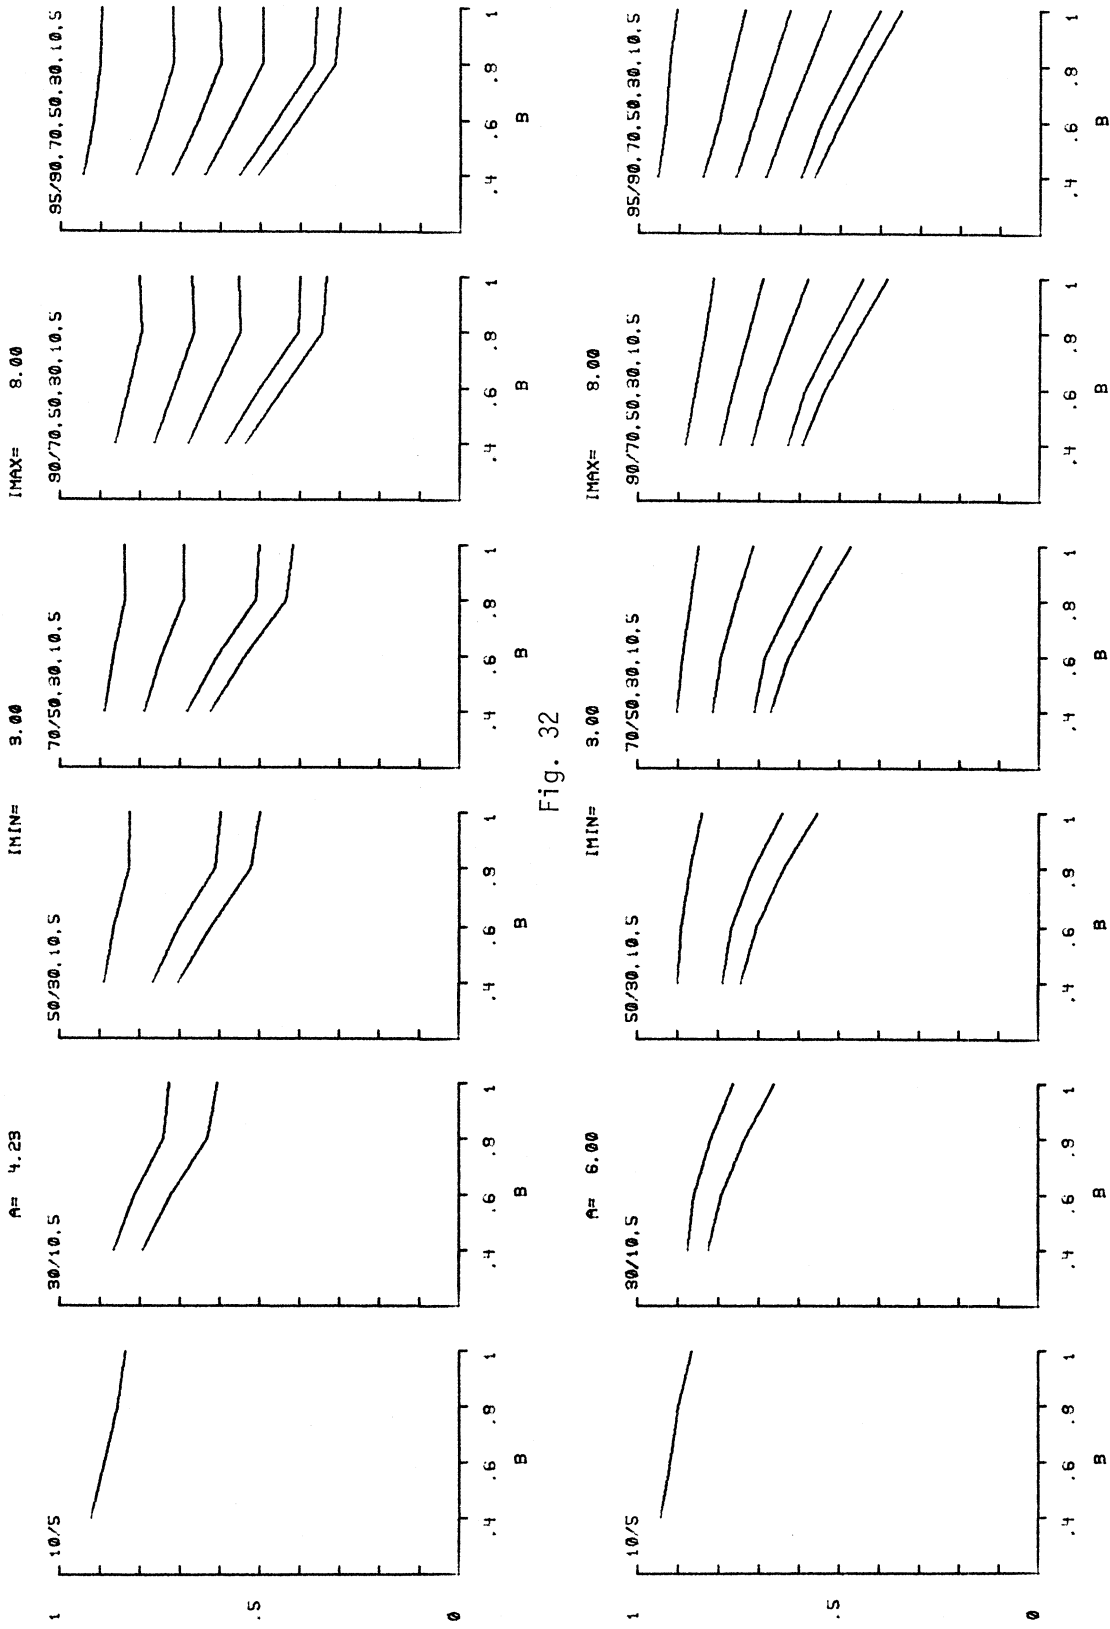 A= 4.23 IMIN= 3.00 IMAX= 8.00
10/5 30/10,5 50/30,10,5 70/50,30,10,5 90/70,50,30,10,5 95/90,70,50,30,10,5
1
.5
0
.4 .6 .8 1 .4 .6 .8 1 .4 .6 .8 1 .4 .6 .8 1 .4 .6 .8 1 .4 .6 .8 1
B B B B B B
Fig. 32
A= 6.00 IMIN= 3.00 IMAX= 8.00
10/5 30/10,5 50/30,10,5 70/50,30,10,5 90/70,50,30,10,5 95/90,70,50,30,10,5
1
.5
0
.4 .6 .8 1 .4 .6 .8 1 .4 .6 .8 1 .4 .6 .8 1 .4 .6 .8 1 .4 .6 .8 1
B B B B B B